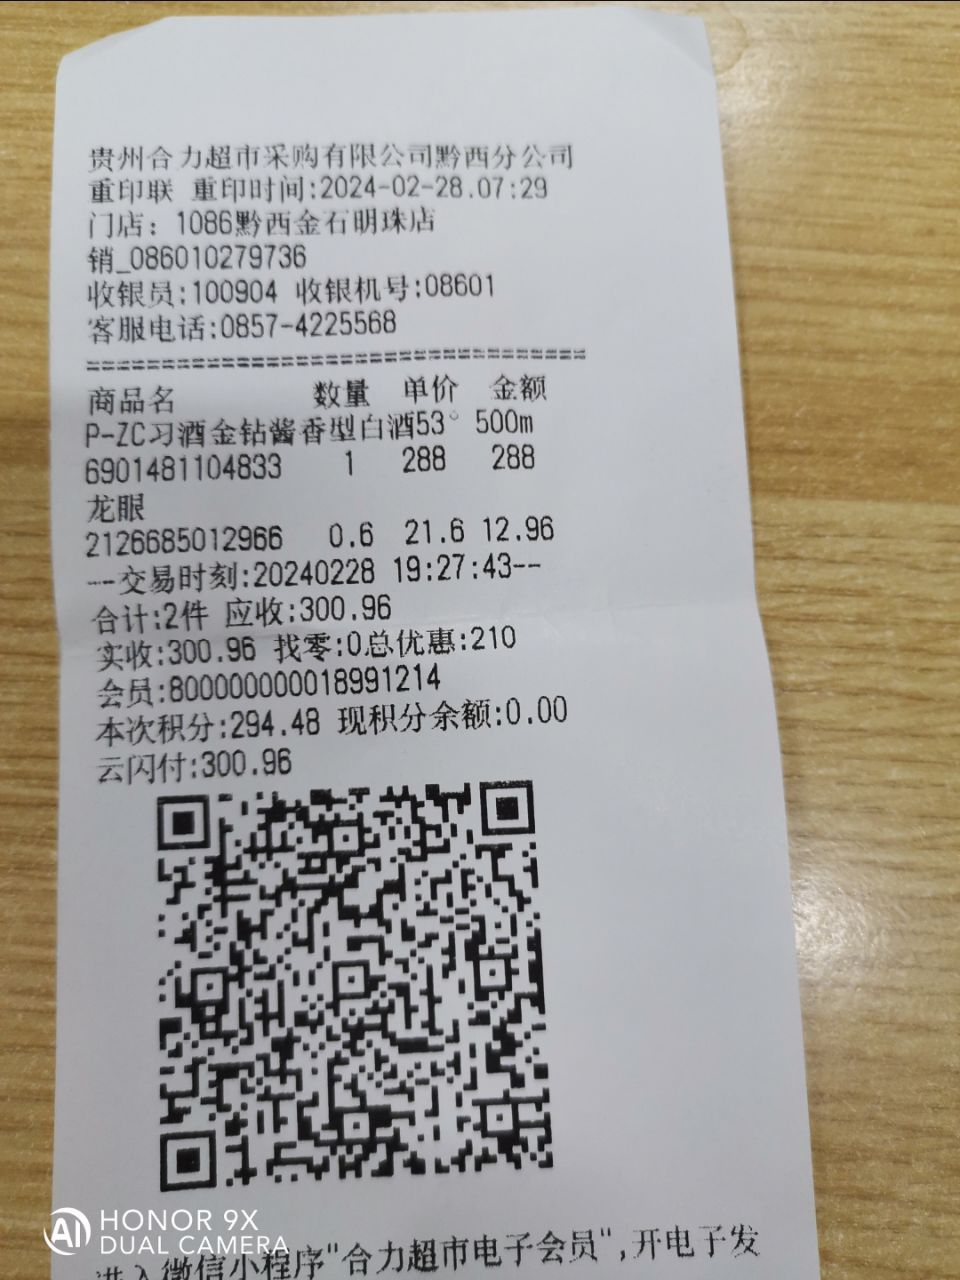 贵州合力超市采购有限公司黔西分公司
重印联 重印时间:2024-02-28.07:29
门店: 1086黔西金石明珠店
销_086010279736
收银员:100904 收银机号:08601
客服电话:0857-4225568
商品名 数量 单价 金额
P-ZC习酒金钻酱香型白酒53° 500m
6901481104833 1 288 288
龙眼
2126685012966 0.6 21.6 12.96
--交易时刻:20240228 19:27:43--
合计:2件 应收:300.96
实收:300.96 找零:0总优惠:210
会员:800000000018991214
本次积分:294.48 现积分余额:0.00
云闪付:300.96
进入微信小程序"合力超市电子会员",开电子发
HONOR 9X
DUAL CAMERA